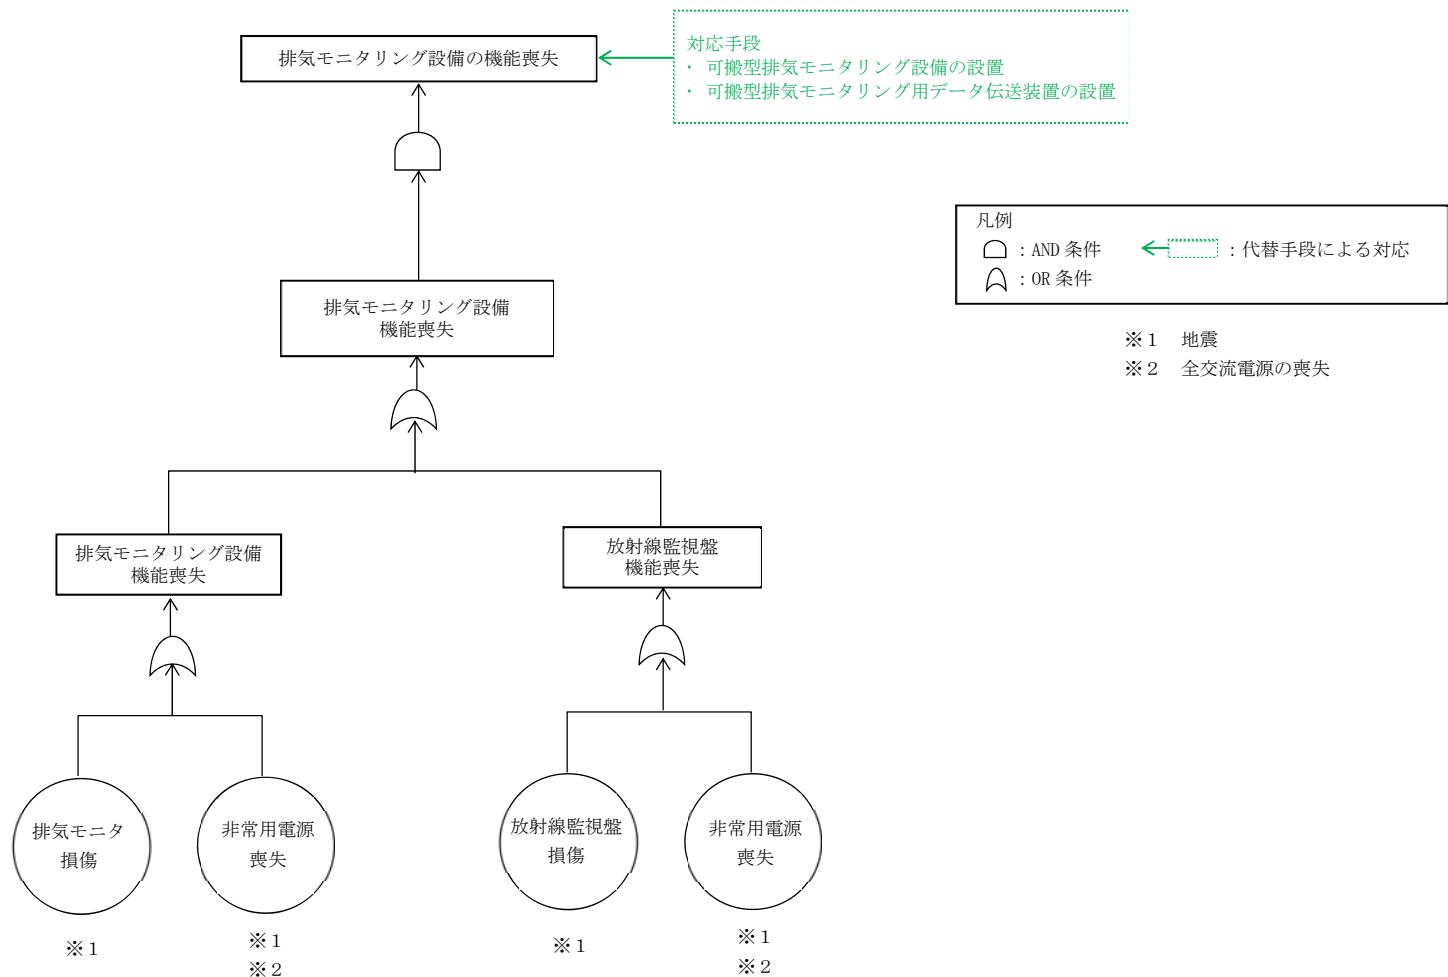 排気モニタリング設備の機能喪失
対応手段
・ 可搬型排気モニタリング設備の設置
・ 可搬型排気モニタリング用データ伝送装置の設置
凡例
：AND 条件
：代替手段による対応
：OR 条件
※１ 地震
※２ 全交流電源の喪失
排気モニタリング設備
機能喪失
排気モニタリング設備
機能喪失
放射線監視盤
機能喪失
排気モニタ
損傷
非常用電源
喪失
放射線監視盤
損傷
非常用電源
喪失
※１
※１
※２
※１
※１
※２